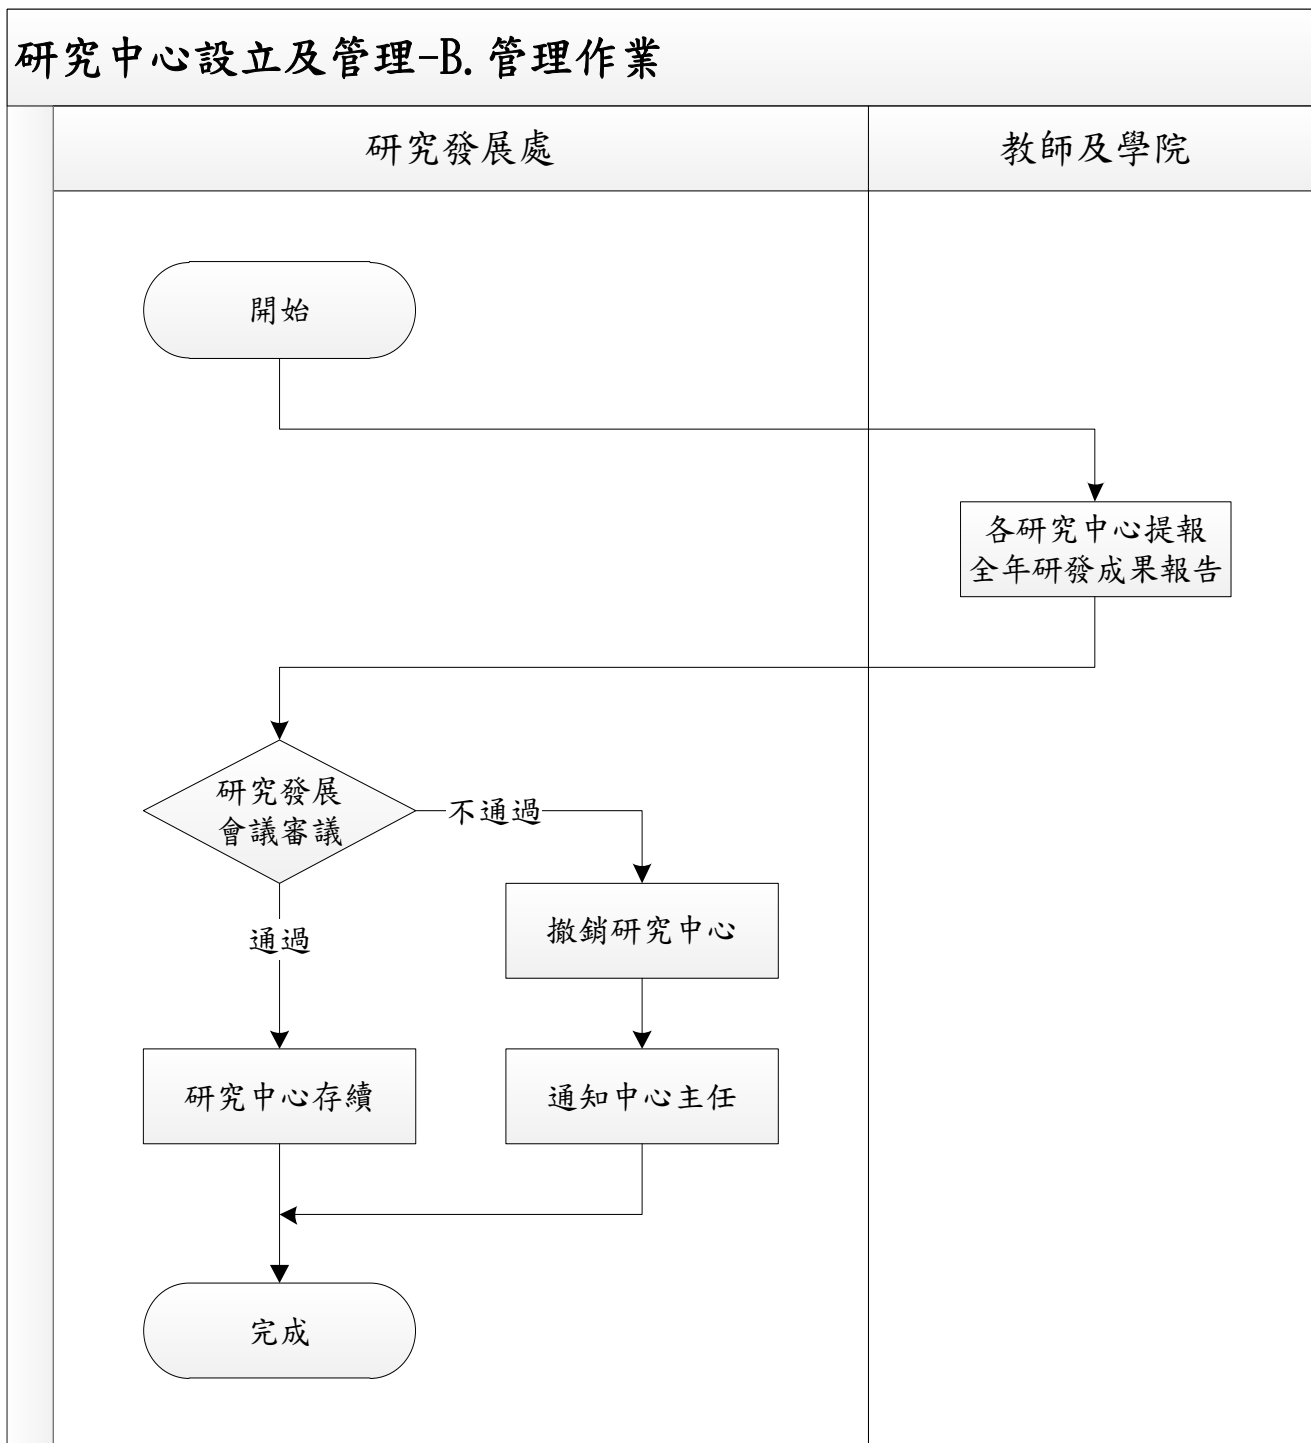 研究中心設立及管理-B.管理作業
研究發展處
教師及學院
開始
各研究中心提報
全年研發成果報告
研究發展
會議審議
不通過
通過
撤銷研究中心
研究中心存續
通知中心主任
完成